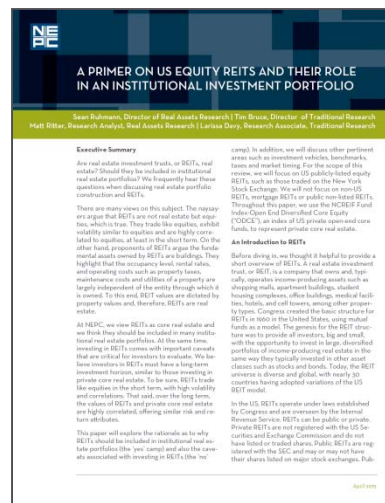 NE
PC
A PRIMER ON US EQUITY REITS AND THEIR ROLE
IN AN INSTITUTIONAL INVESTMENT PORTFOLIO
Sean Ruhmann, Director of Real Assets Research | Tim Bruce, Director of Traditional Research
Matt Ritter, Research Analyst, Real Assets Research | Larissa Davy, Research Associate, Traditional Research
Executive Summary
Are real estate investment trusts, or REITs, real
estate? Should they be included in institutional
real estate portfolios? We frequently hear these
questions when discussing real estate portfolio
construction and REITs.
There are many views on this subject. The naysay-
ers argue that REITs are not real estate but equi-
ties, which is true. They trade like equities, exhibit
volatility similar to equities and are highly corre-
lated to equities, at least in the short term. On the
other hand, proponents of REITs argue the funda-
mental assets owned by REITs are buildings. They
highlight that the occupancy level, rental rates,
and operating costs such as property taxes,
maintenance costs and utilities of a property are
largely independent of the entity through which it
is owned. To this end, REIT values are dictated by
property values and, therefore, REITs are real
estate.
At NEPC, we view REITs as core real estate and
we think they should be included in many institu-
tional real estate portfolios. At the same time,
investing in REITs comes with important caveats
that are critical for investors to evaluate. We be-
lieve investors in REITs must have a long-term
investment horizon, similar to those investing in
private core real estate. To be sure, REITs trade
like equities in the short term, with high volatility
and correlations. That said, over the long term,
the values of REITs and private core real estate
are highly correlated, offering similar risk and re-
turn attributes.
This paper will explore the rationale as to why
REITs should be included in institutional real es-
tate portfolios (the 'yes' camp) and also the cave-
ats associated with investing in REITs (the 'no'
camp). In addition, we will discuss other pertinent
areas such as investment vehicles, benchmarks,
taxes and market timing. For the scope of this
review, we will focus on US publicly-listed equity
REITs, such as those traded on the New York
Stock Exchange. We will not focus on non-US
REITs, mortgage REITs or public non-listed REITs.
Throughout this paper, we use the NCREIF Fund
Index-Open End Diversified Core Equity
("ODCE"), an index of US private open-end core
funds, to represent private core real estate.
An Introduction to REITs
Before diving in, we thought it helpful to provide a
short overview of REITs. A real estate investment
trust, or REIT, is a company that owns and, typi-
cally, operates income-producing assets such as
shopping malls, apartment buildings, student
housing complexes, office buildings, medical facili-
ties, hotels, and cell towers, among other proper-
ty types. Congress created the basic structure for
REITs in 1960 in the United States, using mutual
funds as a model. The genesis for the REIT struc-
ture was to provide all investors, big and small,
with the opportunity to invest in large, diversified
portfolios of income-producing real estate in the
same way they typically invested in other asset
classes such as stocks and bonds. Today, the REIT
universe is diverse and global, with nearly 30
countries having adopted variations of the US
REIT model.
In the US, REITs operate under laws established
by Congress and are overseen by the Internal
Revenue Service. REITs can be public or private.
Private REITs are not registered with the US Se-
curities and Exchange Commission and do not
have listed or traded shares. Public REITs are reg-
istered with the SEC and may or may not have
their shares listed on major stock exchanges. Pub-